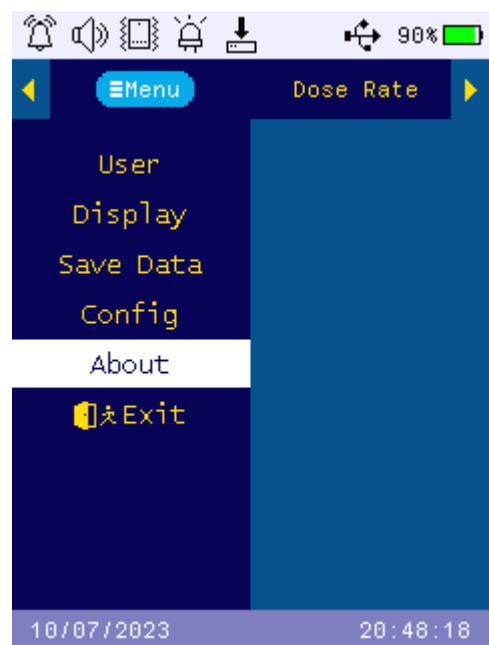 90%
Menu Dose Rate
User
Display
Save Data
Config
About
Exit
10/07/2023 20:48:18